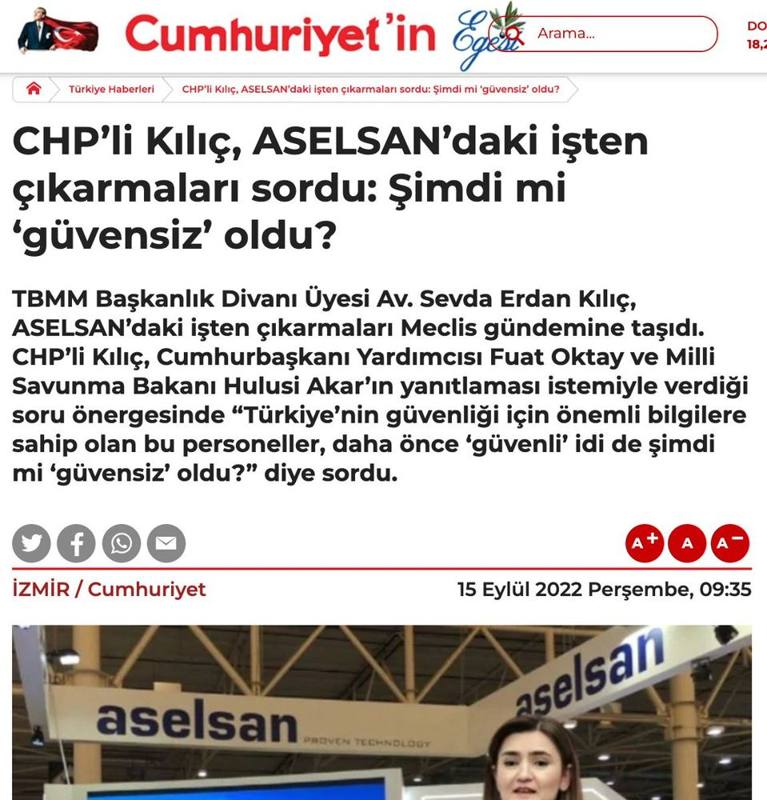 Cumhuriyet'in Egesi
Arama...
DO
18,2
Türkiye Haberleri
CHP'li Kılıç, ASELSAN'daki işten çıkarmaları sordu: Şimdi mi 'güvensiz' oldu?
CHP'li Kılıç, ASELSAN'daki işten
çıkarmaları sordu: Şimdi mi
'güvensiz' oldu?
TBMM Başkanlık Divanı Üyesi Av. Sevda Erdan Kılıç,
ASELSAN'daki işten çıkarmaları Meclis gündemine taşıdı.
CHP'li Kılıç, Cumhurbaşkanı Yardımcısı Fuat Oktay ve Milli
Savunma Bakanı Hulusi Akar'ın yanıtlaması istemiyle verdiği
soru önergesinde “Türkiye'nin güvenliği için önemli bilgilere
sahip olan bu personeller, daha önce ‘güvenli’ idi de şimdi
mi ‘güvensiz’ oldu?” diye sordu.
A+ A A-
İZMİR / Cumhuriyet
15 Eylül 2022 Perşembe, 09:35
aselsan
aselsan
PROVEN TECHNOLOGY